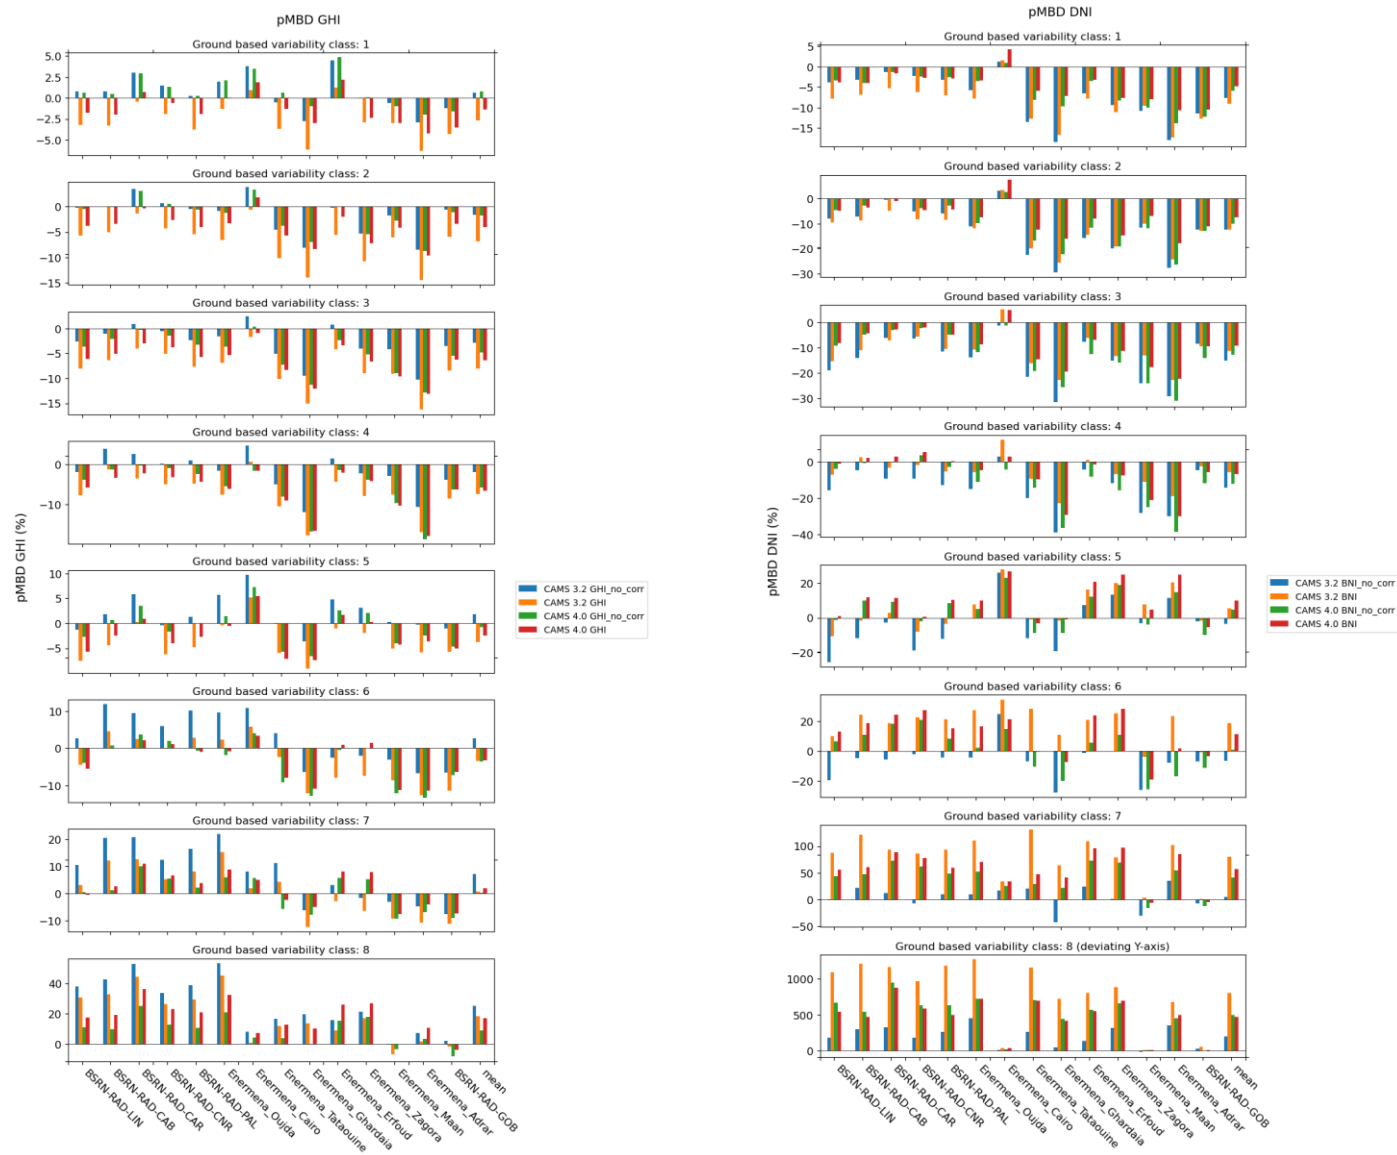 pMBD GHI
Ground based variability class: 1
5.0
2.5
0.0
−2.5
−5.0
Ground based variability class: 2
0
−5
−10
−15
Ground based variability class: 3
0
−5
−10
−15
Ground based variability class: 4
0
−10
pMBD GHI (%)
Ground based variability class: 5
10
5
0
−5
CAMS 3.2 GHI_no_corr
CAMS 3.2 GHI
CAMS 4.0 GHI_no_corr
CAMS 4.0 GHI
Ground based variability class: 6
10
0
−10
Ground based variability class: 7
20
10
0
−10
Ground based variability class: 8
40
20
0
BSRN-RAD-LIN
BSRN-RAD-CAB
BSRN-RAD-CAR
BSRN-RAD-CNR
BSRN-RAD-PAL
Enermena_Oujda
Enermena_Cairo
Enermena_Tataouine
Enermena_Ghardaia
Enermena_Erfoud
Enermena_Zagora
Enermena_Maan
Enermena_Adrar
BSRN-RAD-GOB
mean
pMBD DNI
Ground based variability class: 1
5
0
−5
−10
−15
Ground based variability class: 2
0
−10
−20
−30
Ground based variability class: 3
0
−10
−20
−30
Ground based variability class: 4
0
−20
−40
pMBD DNI (%)
Ground based variability class: 5
20
0
−20
CAMS 3.2 BNI_no_corr
CAMS 3.2 BNI
CAMS 4.0 BNI_no_corr
CAMS 4.0 BNI
Ground based variability class: 6
20
0
−20
Ground based variability class: 7
100
50
0
−50
Ground based variability class: 8 (deviating Y-axis)
1000
500
0
BSRN-RAD-LIN
BSRN-RAD-CAB
BSRN-RAD-CAR
BSRN-RAD-CNR
BSRN-RAD-PAL
Enermena_Oujda
Enermena_Cairo
Enermena_Tataouine
Enermena_Ghardaia
Enermena_Erfoud
Enermena_Zagora
Enermena_Maan
Enermena_Adrar
BSRN-RAD-GOB
mean